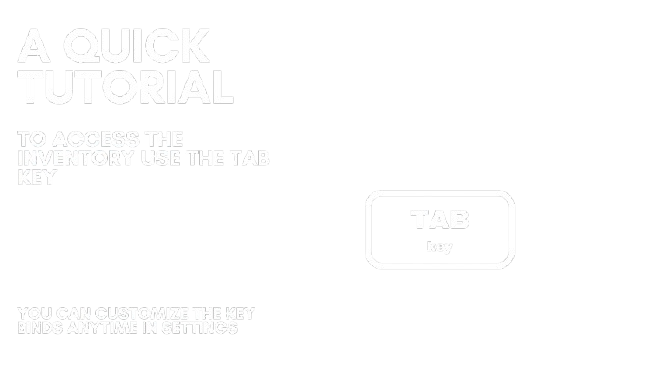 A QUICK
TUTORIAL
TO ACCESS THE
INVENTORY USE THE TAB
KEY
TAB
key
YOU CAN CUSTOMIZE THE KEY
BINDS ANYTIME IN SETTINGS